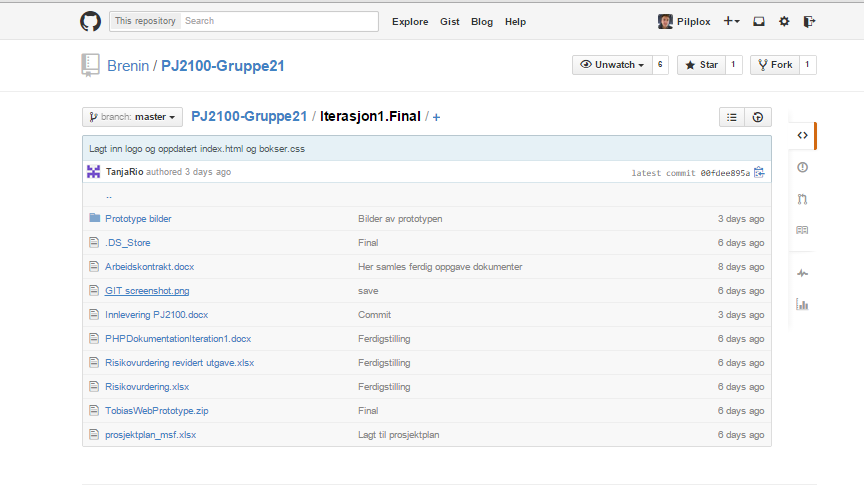 This repository Search Explore Gist Blog Help Pilplox
Brenin / PJ2100-Gruppe21 Unwatch 6 Star 1 Fork 1
branch: master PJ2100-Gruppe21 / Iterasjon1.Final / +
Lagt inn logo og oppdatert index.html og bokser.css
TanjaRio authored 3 days ago latest commit 00fdee895a
..
Prototype bilder Bilder av prototypen 3 days ago
.DS_Store Final 6 days ago
Arbeidskontrakt.docx Her samles ferdig oppgave dokumenter 8 days ago
GIT screenshot.png save 6 days ago
Innlevering PJ2100.docx Commit 3 days ago
PHPDokumentationIteration1.docx Ferdigstilling 6 days ago
Risikovurdering revidert utgave.xlsx Ferdigstilling 6 days ago
Risikovurdering.xlsx Ferdigstilling 6 days ago
TobiasWebPrototype.zip Final 6 days ago
prosjektplan_msf.xlsx Lagt til prosjektplan 6 days ago